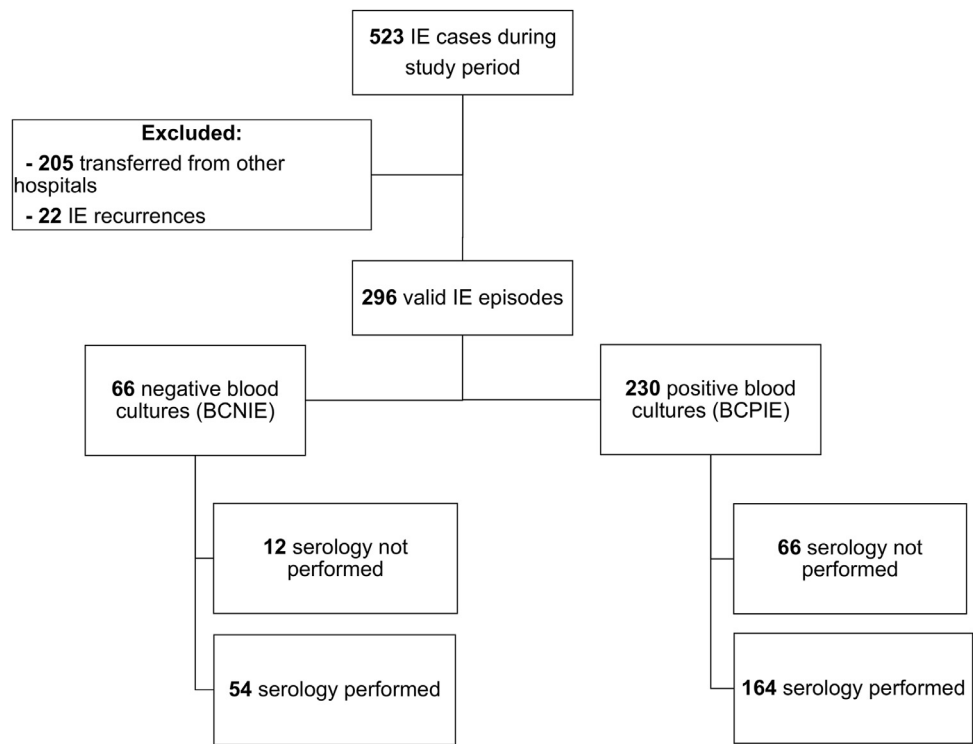 523 IE cases during
study period
Excluded:
- 205 transferred from other
hospitals
- 22 IE recurrences
296 valid IE episodes
66 negative blood
cultures (BCNIE)
230 positive blood
cultures (BCPIE)
12 serology not
performed
66 serology not
performed
54 serology performed
164 serology performed